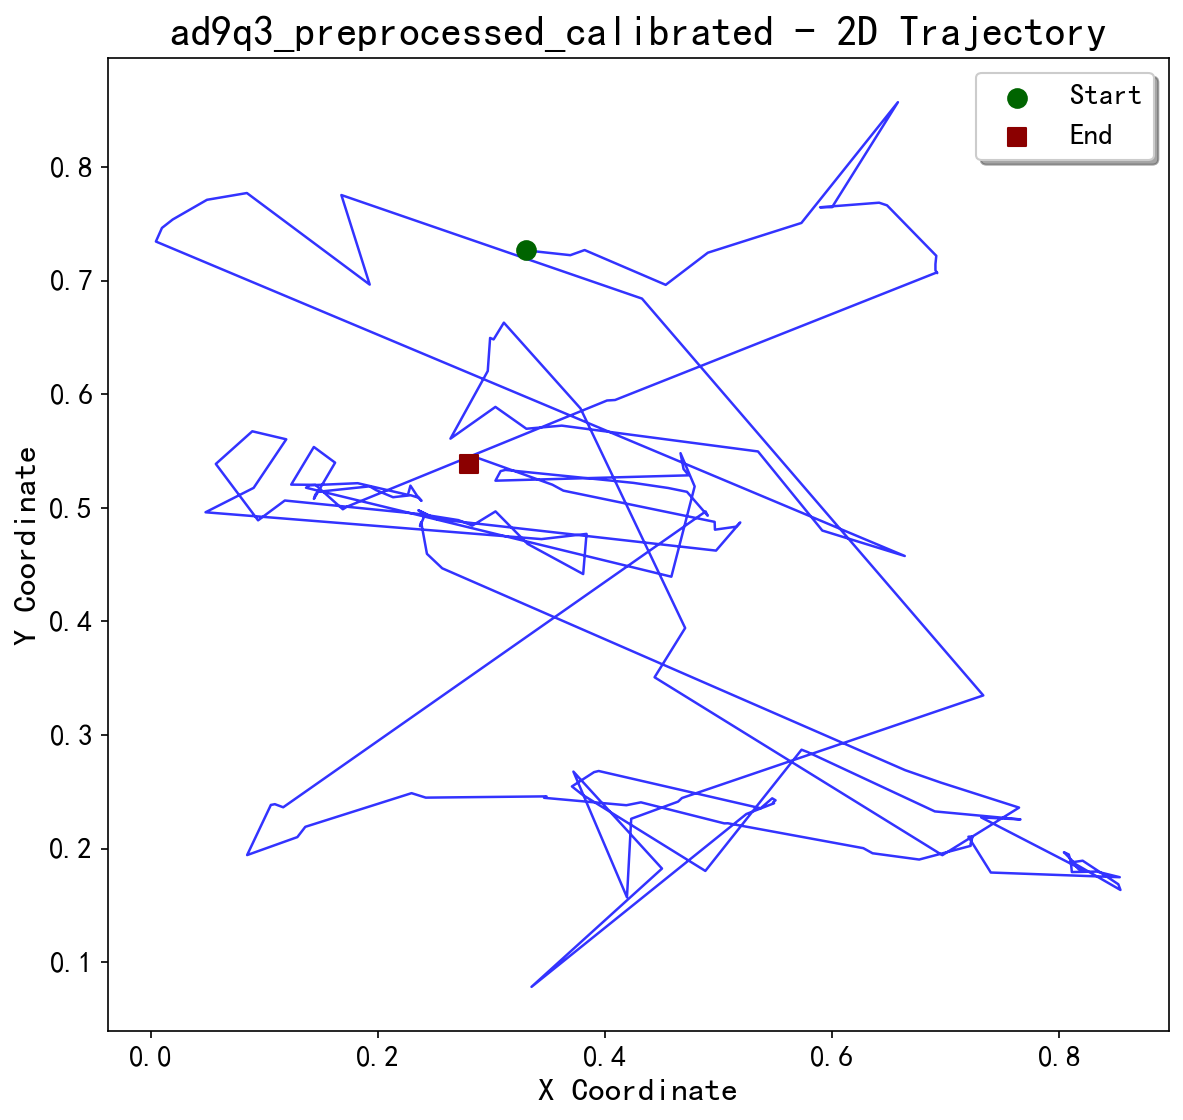 ad9q3_preprocessed_calibrated - 2D Trajectory
Start
End
0.8
0.7
0.6
0.5
0.4
0.3
0.2
0.1
Y Coordinate
0.0 0.2 0.4 0.6 0.8
X Coordinate